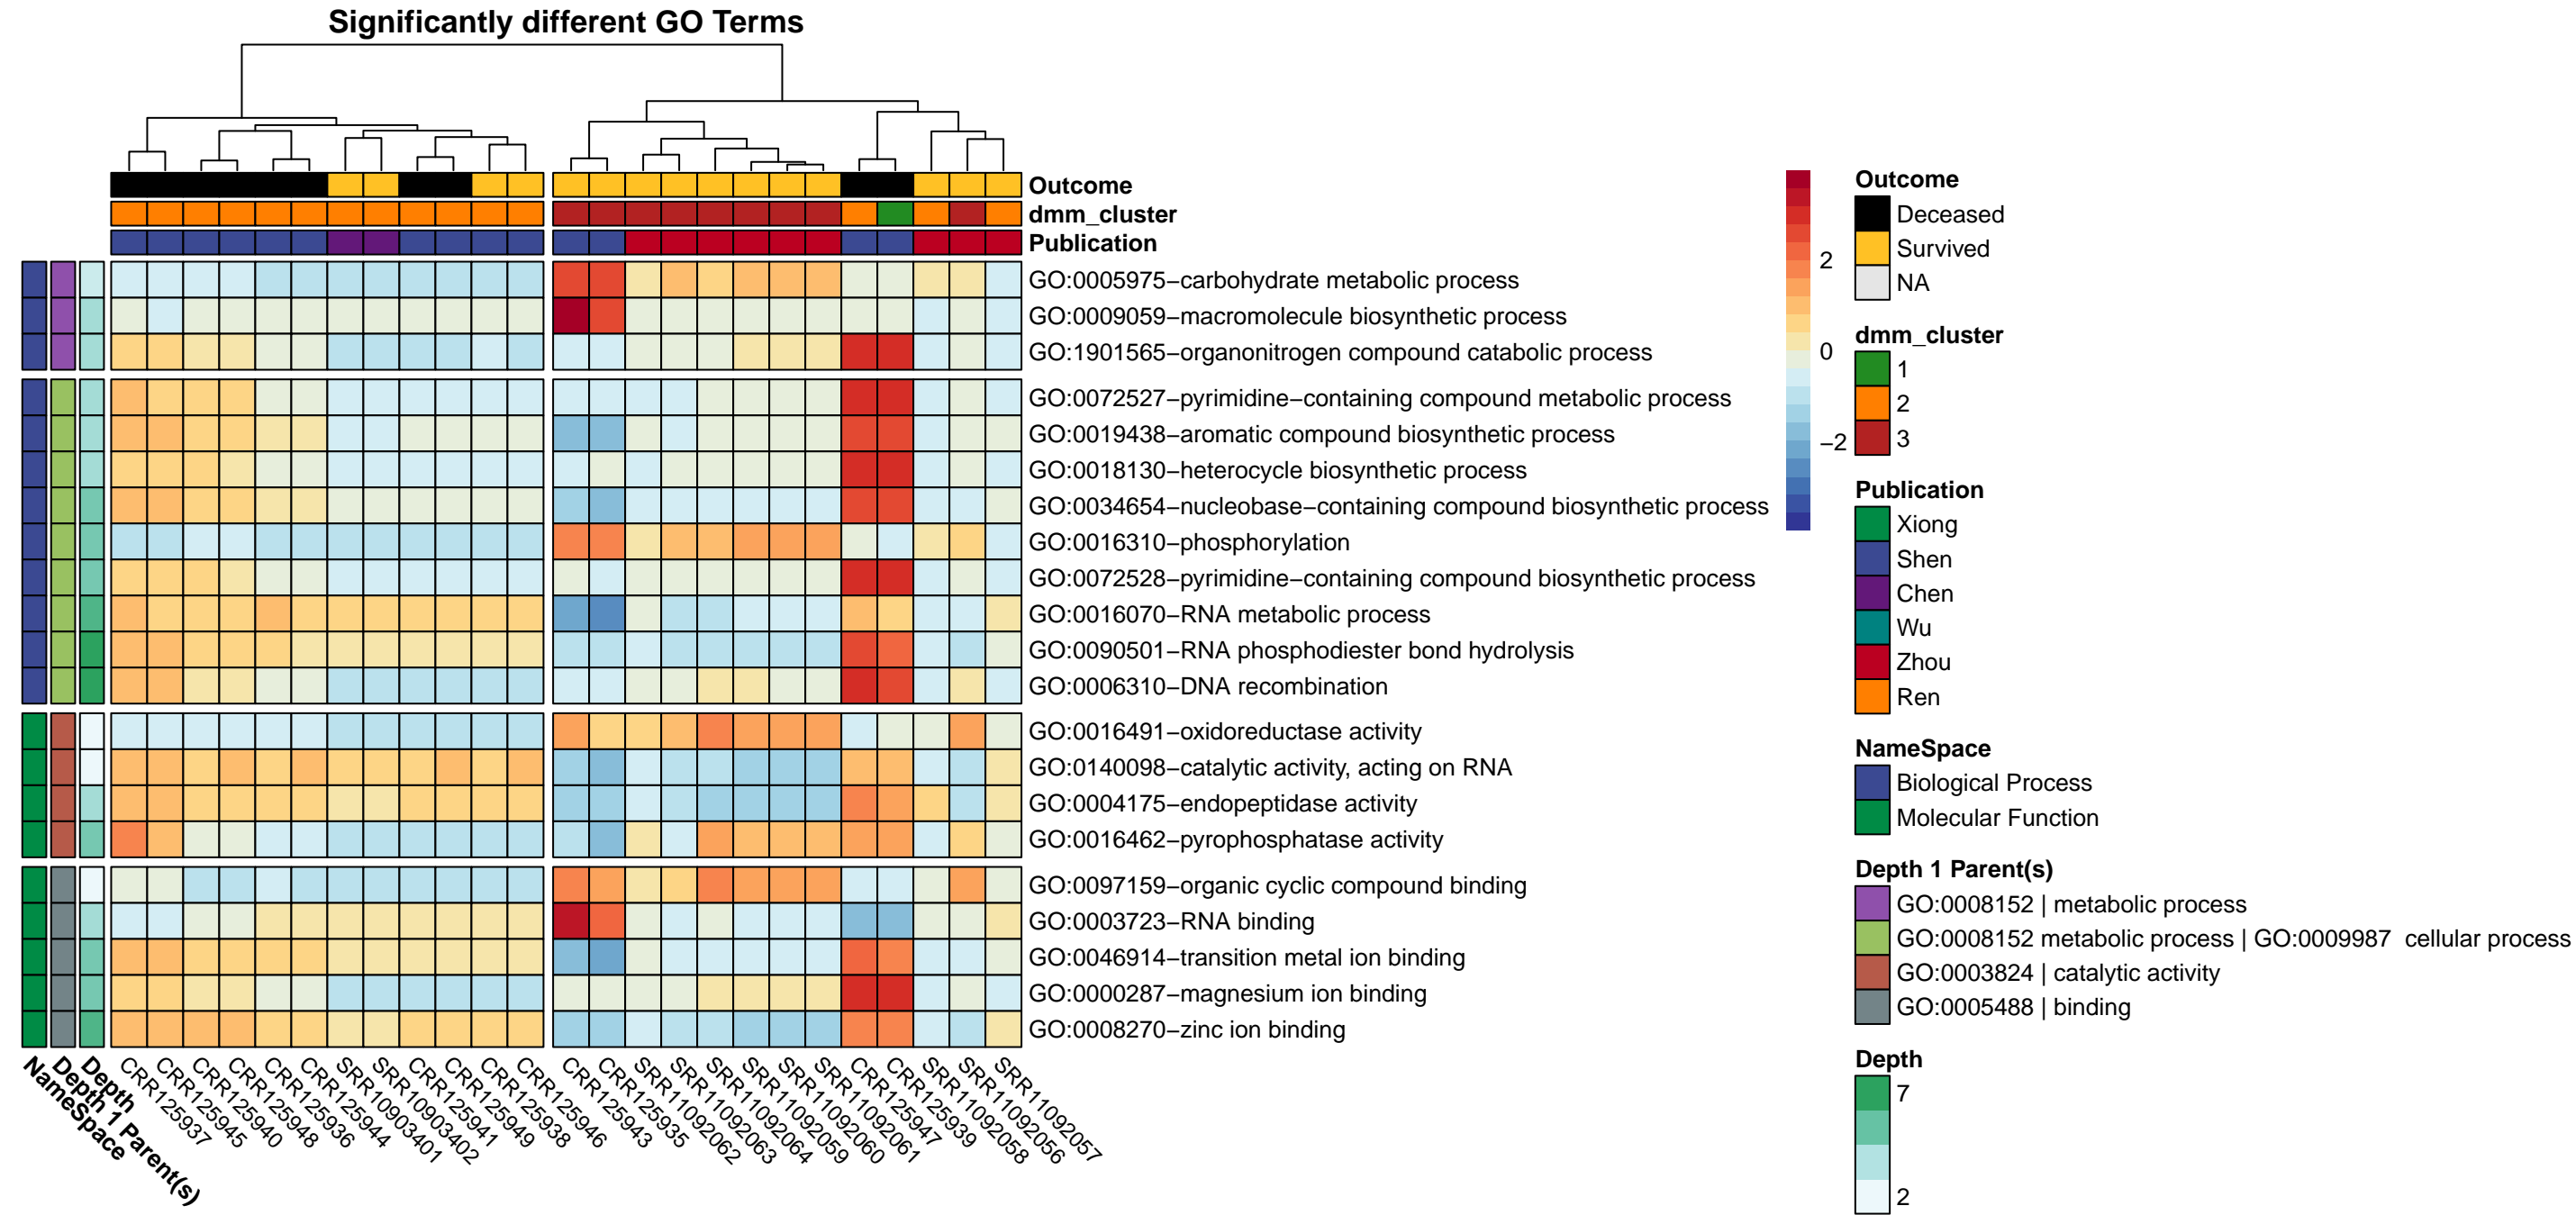 Significantly different GO Terms
Outcome
dmm_cluster
Publication
GO:0005975−carbohydrate metabolic process
GO:0009059−macromolecule biosynthetic process
GO:1901565−organonitrogen compound catabolic process
GO:0072527−pyrimidine−containing compound metabolic process
GO:0019438−aromatic compound biosynthetic process
GO:0018130−heterocycle biosynthetic process
GO:0034654−nucleobase−containing compound biosynthetic process
GO:0016310−phosphorylation
GO:0072528−pyrimidine−containing compound biosynthetic process
GO:0016070−RNA metabolic process
GO:0090501−RNA phosphodiester bond hydrolysis
GO:0006310−DNA recombination
GO:0016491−oxidoreductase activity
GO:0140098−catalytic activity, acting on RNA
GO:0004175−endopeptidase activity
GO:0016462−pyrophosphatase activity
GO:0097159−organic cyclic compound binding
GO:0003723−RNA binding
GO:0046914−transition metal ion binding
GO:0000287−magnesium ion binding
GO:0008270−zinc ion binding
NameSpace
Depth 1 Parent(s)
Depth
CRR125937
CRR125945
CRR125940
CRR125948
CRR125936
CRR125944
SRR10903401
SRR10903402
CRR125941
CRR125949
CRR125938
CRR125946
CRR125943
CRR125935
SRR11092062
SRR11092063
SRR11092064
SRR11092059
SRR11092060
SRR11092061
CRR125947
CRR125939
SRR11092058
SRR11092056
SRR11092057
2
0
−2
Outcome
Deceased
Survived
NA
dmm_cluster
1
2
3
Publication
Xiong
Shen
Chen
Wu
Zhou
Ren
NameSpace
Biological Process
Molecular Function
Depth 1 Parent(s)
GO:0008152 | metabolic process
GO:0008152 metabolic process | GO:0009987 cellular process
GO:0003824 | catalytic activity
GO:0005488 | binding
Depth
7
2